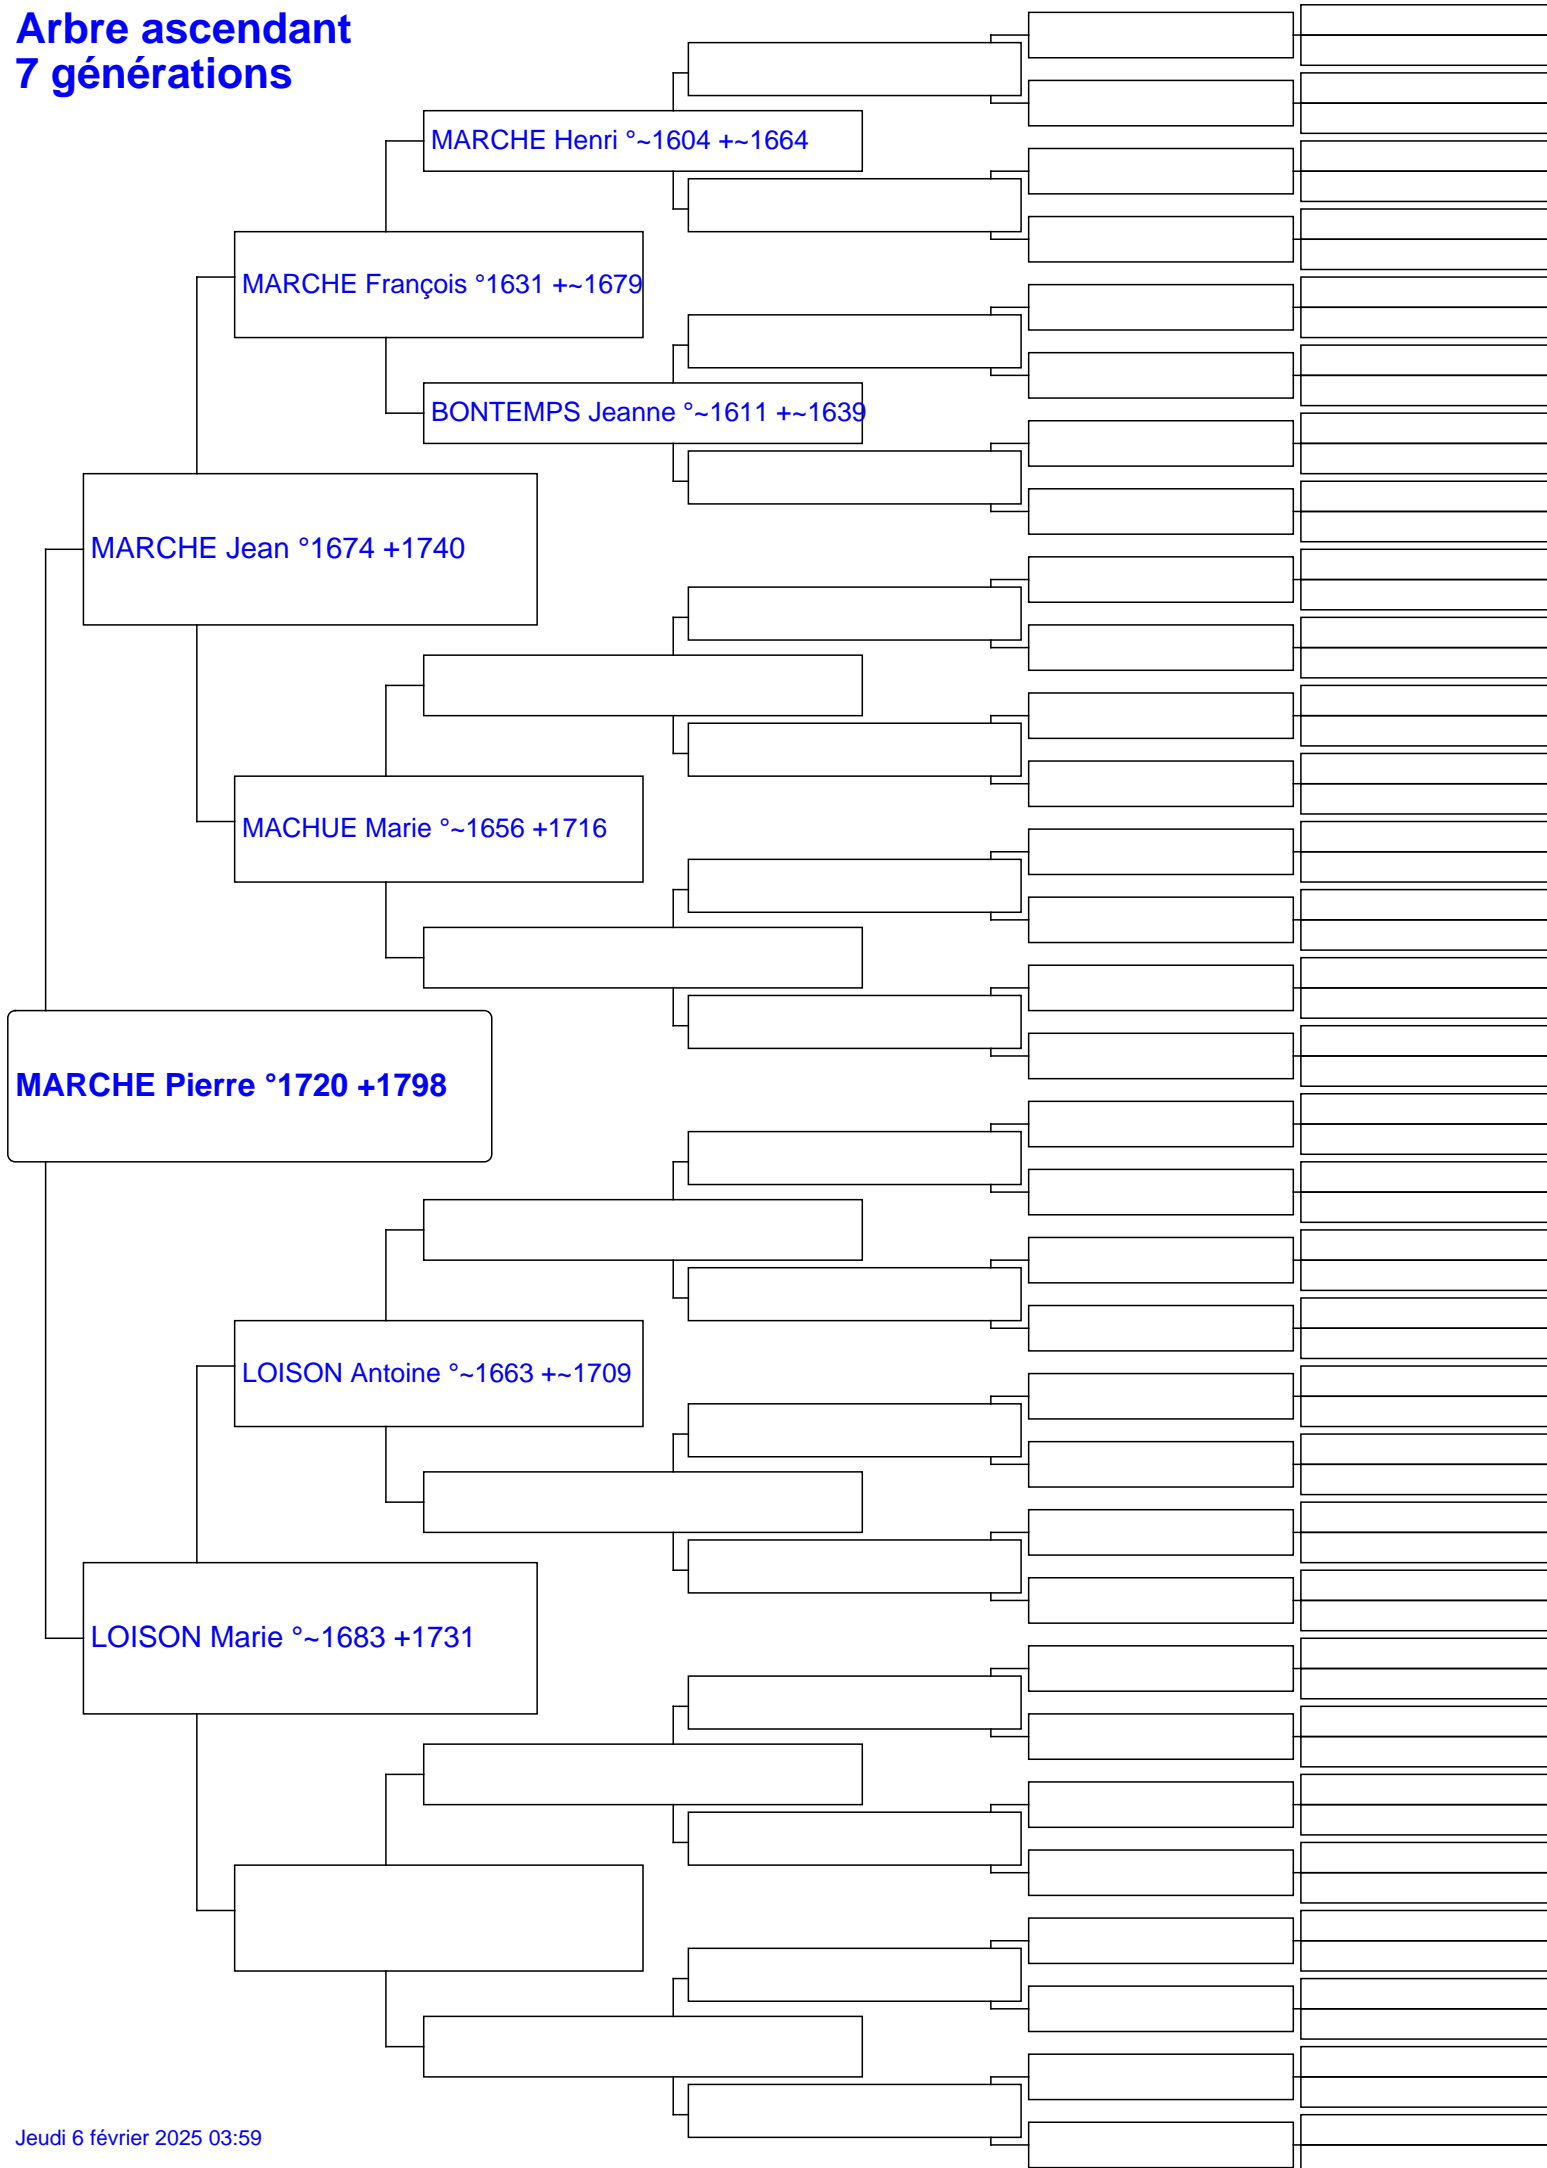 Arbre ascendant
7 générations
MARCHE Henri °~1604 +~1664
MARCHE François °1631 +~1679
BONTEMPS Jeanne °~1611 +~1639
MARCHE Jean °1674 +1740
MACHUE Marie °~1656 +1716
MARCHE Pierre °1720 +1798
LOISON Antoine °~1663 +~1709
LOISON Marie °~1683 +1731
Jeudi 6 février 2025 03:59